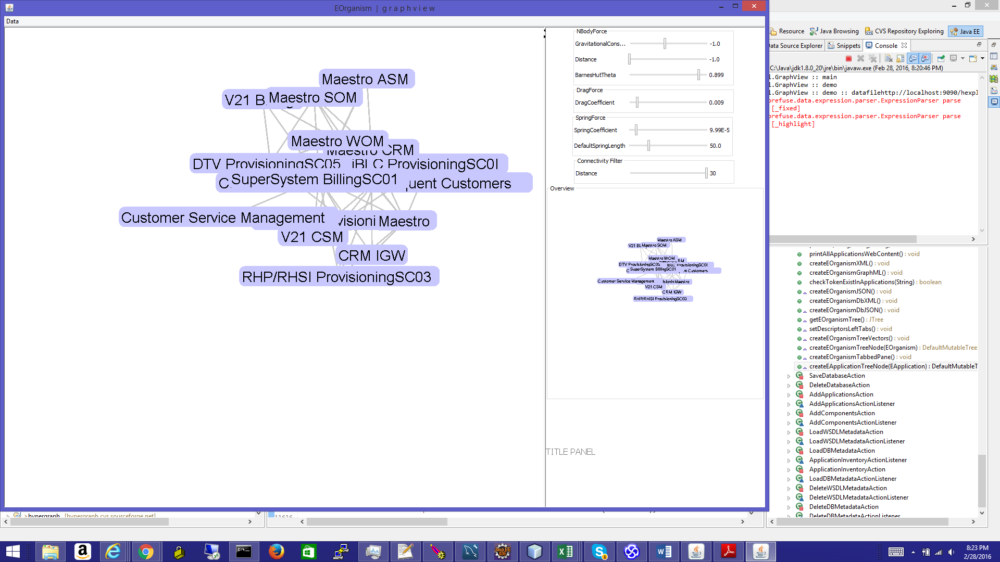 EOrganism | graphview
Data
Maestro ASM
V21 B
Maestro SOM
Maestro WOM
Maestro CRM
DTV ProvisioningSC05
iBLC ProvisioningSC0I
C
SuperSystem BillingSC01
quent Customers
Customer Service Management
visioni
Maestro
V21 CSM
CRM IGW
RHP/RHSI ProvisioningSC03
NBodyForce
GravitationalCons... -1.0
Distance -1.0
BarnesHutTheta 0.899
DragForce
DragCoefficient 0.009
SpringForce
SpringCoefficient 9.99E-5
DefaultSpringLength 50.0
Connectivity Filter
Distance 30
Overview
Maestro ASM
V21 BI
Maestro SOM
Maestro WOM
RM
DTV ProvisioningSC05
iBLC ProvisioningSC0I
C
SuperSystem BillingSC01
nt Customers
Customer Service Management
Maestro
V21 CSM
CRM IGW
RHP/RHSI ProvisioningSC03
TITLE PANEL
Resource Java Browsing CVS Repository Exploring Java EE
Data Source Explorer Snippets Console
C:\Java\jdk1.8.0_20\jre\bin\javaw.exe (Feb 28, 2016, 8:20:46 PM)
l.GraphView :: main
l.GraphView :: demo
l.GraphView :: demo :: datafilehttp://localhost:9090/hexpl
prefuse.data.expression.parser.ExpressionParser parse
[_fixed]
prefuse.data.expression.parser.ExpressionParser parse
[_highlight]
printAllApplicationsWebContent() : void
createEOrganismXML() : void
createEOrganismGraphML() : void
checkTokenExistInApplications(String) : boolean
createEOrganismJSON() : void
createEOrganismDbXML() : void
createEOrganismDbJSON() : void
getEOrganismTree() : JTree
setDescriptorsLeftTabs() : void
createEOrganismTreeVectors() : void
createEOrganismTreeNode(EOrganism) : DefaultMutableTree
createEOrganismTabbedPane() : void
createEApplicationTreeNode(EApplication) : DefaultMutableT
SaveDatabaseAction
DeleteDatabaseAction
AddApplicationsAction
AddApplicationsActionListener
AddComponentsAction
AddComponentsActionListener
LoadWSDLMetadataAction
LoadWSDLMetadataActionListener
LoadDBMetadataAction
ApplicationInventoryActionListener
ApplicationInventoryAction
LoadDBMetadataActionListener
DeleteWSDLMetadataAction
DeleteWSDLMetadataActionListener
DeleteDBMetadataAction
DeleteDBMetadataActionListener
>hypergraph [hypergraph.cvs.sourceforge.net]
11616
8:23 PM
2/28/2016